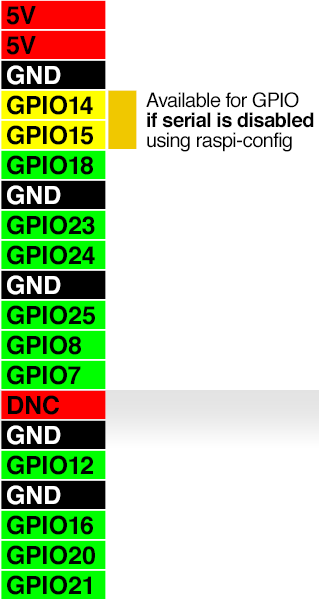 5V
5V
GND
GPIO14
GPIO15
Available for GPIO
if serial is disabled
using raspi-config
GPIO18
GND
GPIO23
GPIO24
GND
GPIO25
GPIO8
GPIO7
DNC
GND
GPIO12
GND
GPIO16
GPIO20
GPIO21